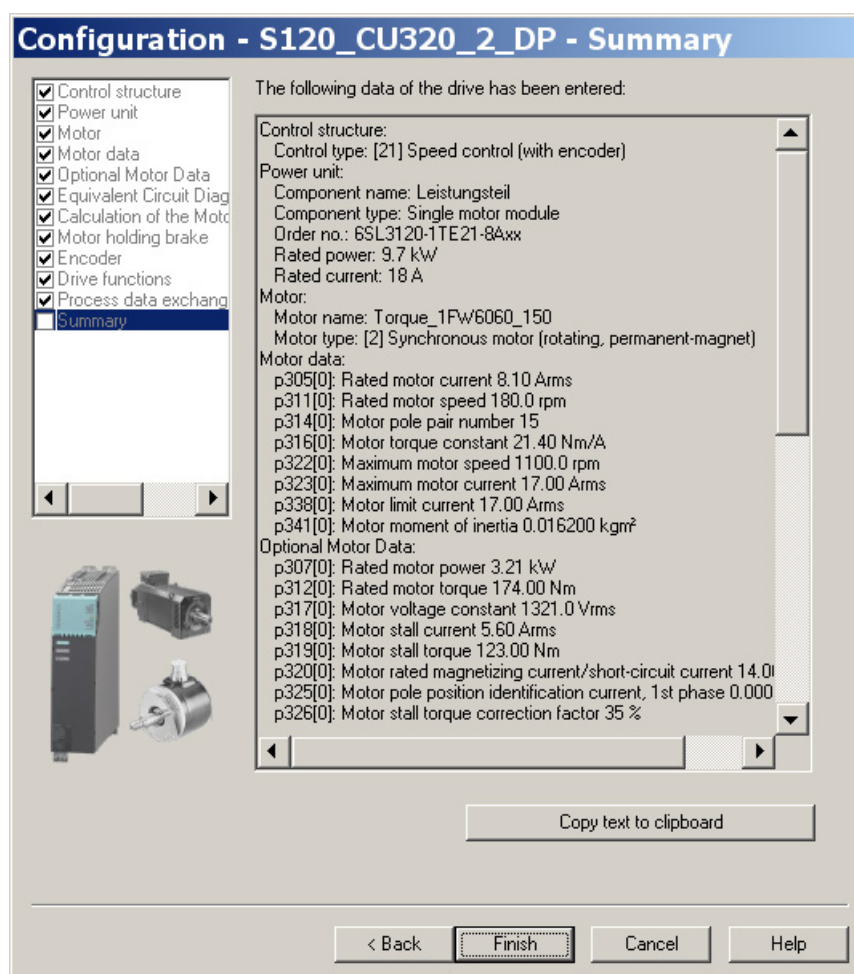 Configuration - S120_CU320_2_DP - Summary
Control structure
Power unit
Motor
Motor data
Optional Motor Data
Equivalent Circuit Diag
Calculation of the Moto
Motor holding brake
Encoder
Drive functions
Process data exchang
Summary
The following data of the drive has been entered:
Control structure:
Control type: [21] Speed control (with encoder)
Power unit:
Component name: Leistungsteil
Component type: Single motor module
Order no.: 6SL3120-1TE21-8Axx
Rated power: 9.7 kW
Rated current: 18 A
Motor:
Motor name: Torque_1FW6060_150
Motor type: [2] Synchronous motor (rotating, permanent-magnet)
Motor data:
p305[0]: Rated motor current 8.10 Arms
p311[0]: Rated motor speed 180.0 rpm
p314[0]: Motor pole pair number 15
p316[0]: Motor torque constant 21.40 Nm/A
p322[0]: Maximum motor speed 1100.0 rpm
p323[0]: Maximum motor current 17.00 Arms
p338[0]: Motor limit current 17.00 Arms
p341[0]: Motor moment of inertia 0.016200 kgm²
Optional Motor Data:
p307[0]: Rated motor power 3.21 kW
p312[0]: Rated motor torque 174.00 Nm
p317[0]: Motor voltage constant 1321.0 Vrms
p318[0]: Motor stall current 5.60 Arms
p319[0]: Motor stall torque 123.00 Nm
p320[0]: Motor rated magnetizing current/short-circuit current 14.0
p325[0]: Motor pole position identification current, 1st phase 0.000
p326[0]: Motor stall torque correction factor 35 %
Copy text to clipboard
< Back
Finish
Cancel
Help